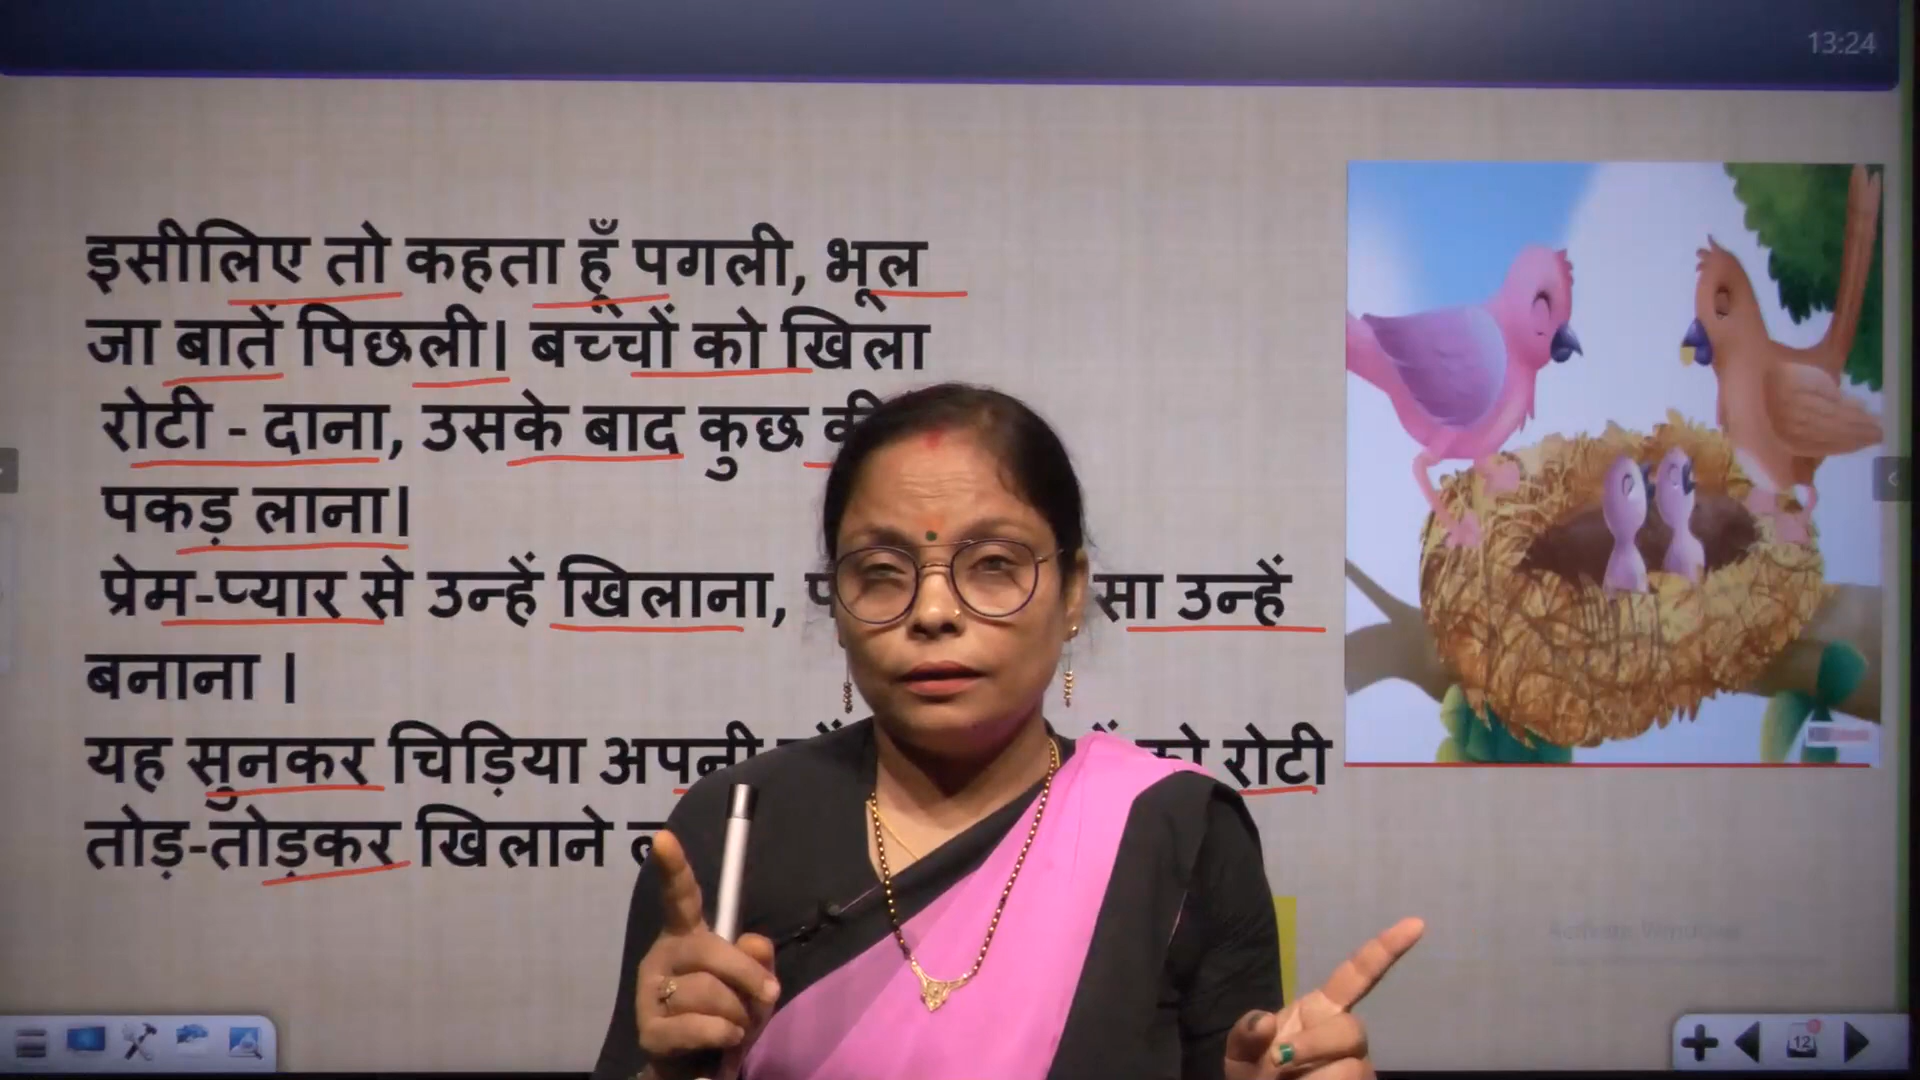 13:24
इसीलिए तो कहता हूँ पगली, भूल
जा बातें पिछली। बच्चों को खिला
रोटी - दाना, उसके बाद कुछ
पकड़ लाना।
प्रेम-प्यार से उन्हें खिलाना, सा उन्हें
बनाना ।
यह सुनकर चिड़िया अपनी को रोटी
तोड़-तोड़कर खिलाने
12